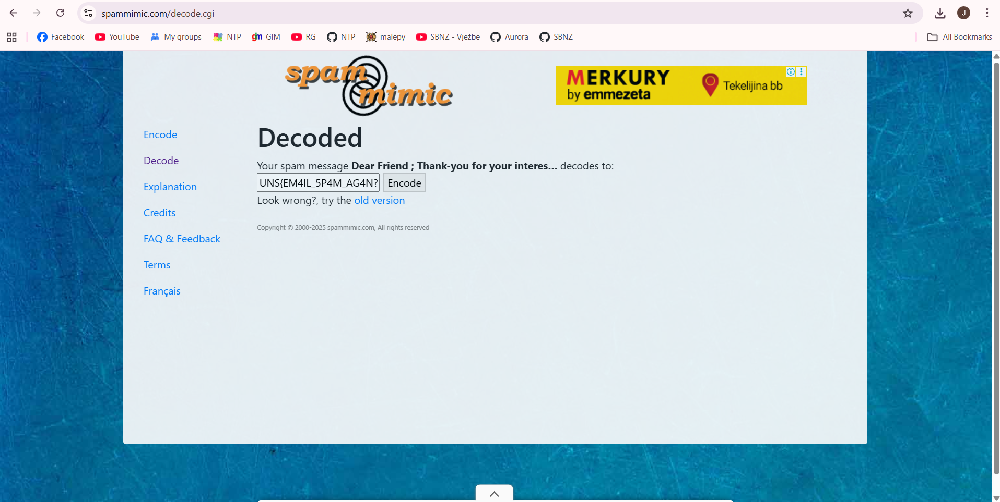 spammimic.com/decode.cgi
J
Facebook
YouTube
My groups
NTP
GIM
RG
NTP
malepy
SBNZ - Vježbe
Aurora
SBNZ
All Bookmarks
spam
mimic
MERKURY
by emmezeta
Tekelijina bb
Encode
Decode
Explanation
Credits
FAQ & Feedback
Terms
Français
Decoded
Your spam message Dear Friend ; Thank-you for your interes... decodes to:
UNS{EM4IL_5P4M_AG4N?
Encode
Look wrong?, try the old version
Copyright © 2000-2025 spammimic.com, All rights reserved